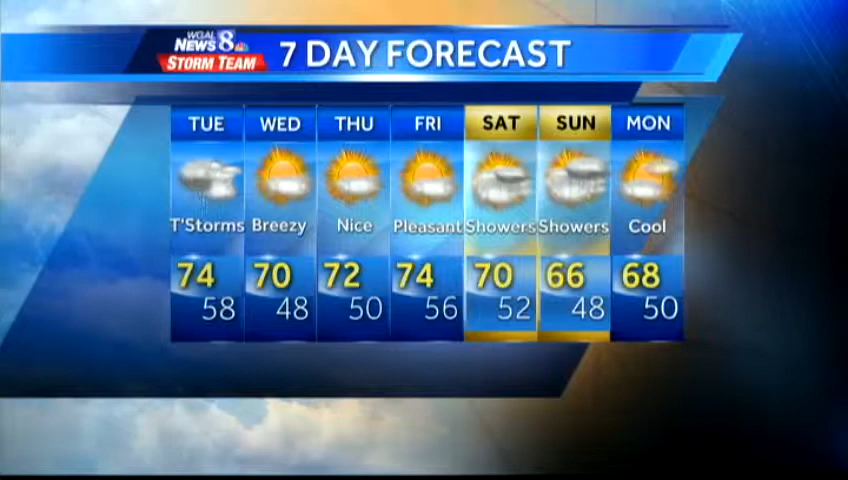 WGAL
NEWS 8
STORM TEAM
7 DAY FORECAST
TUE WED THU FRI SAT SUN MON
T'Storms Breezy Nice Pleasant Showers Showers Cool
74 70 72 74 70 66 68
58 48 50 56 52 48 50